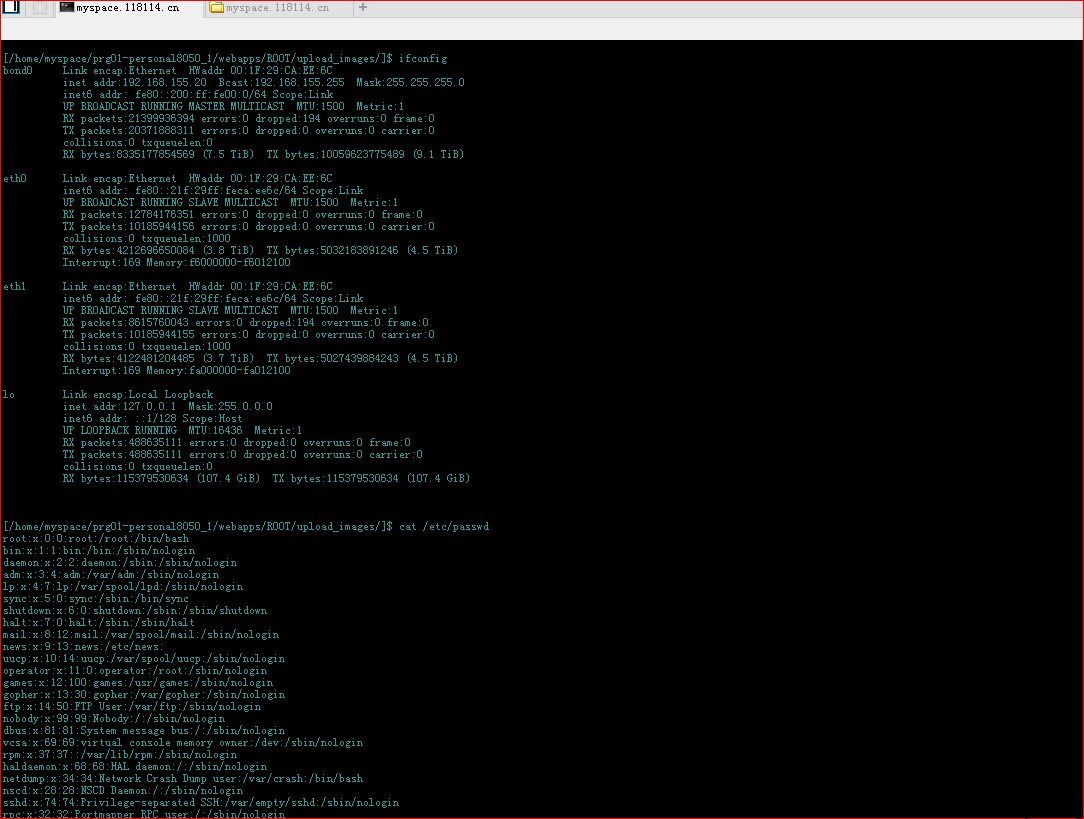 myspace.118114.cn
myspace.118114.cn
[/home/myspace/prg01-personal8050_1/webapps/ROOT/upload_images/]$ ifconfig
bond0 Link encap:Ethernet HWaddr 00:1F:29:CA:EE:6C
inet addr:192.168.155.20 Bcast:192.168.155.255 Mask:255.255.255.0
inet6 addr: fe80::200:ff:fe00:0/64 Scope:Link
UP BROADCAST RUNNING MASTER MULTICAST MTU:1500 Metric:1
RX packets:21399936394 errors:0 dropped:194 overruns:0 frame:0
TX packets:20371888311 errors:0 dropped:0 overruns:0 carrier:0
collisions:0 txqueuelen:0
RX bytes:8335177854569 (7.5 TiB) TX bytes:10059623775489 (9.1 TiB)
eth0 Link encap:Ethernet HWaddr 00:1F:29:CA:EE:6C
inet6 addr: fe80::21f:29ff:feca:ee6c/64 Scope:Link
UP BROADCAST RUNNING SLAVE MULTICAST MTU:1500 Metric:1
RX packets:12784176351 errors:0 dropped:0 overruns:0 frame:0
TX packets:10185944156 errors:0 dropped:0 overruns:0 carrier:0
collisions:0 txqueuelen:1000
RX bytes:4212696650084 (3.8 TiB) TX bytes:5032183891246 (4.5 TiB)
Interrupt:169 Memory:f6000000-f6012100
eth1 Link encap:Ethernet HWaddr 00:1F:29:CA:EE:6C
inet6 addr: fe80::21f:29ff:feca:ee6c/64 Scope:Link
UP BROADCAST RUNNING SLAVE MULTICAST MTU:1500 Metric:1
RX packets:8615760043 errors:0 dropped:194 overruns:0 frame:0
TX packets:10185944155 errors:0 dropped:0 overruns:0 carrier:0
collisions:0 txqueuelen:1000
RX bytes:4122481204485 (3.7 TiB) TX bytes:5027439884243 (4.5 TiB)
Interrupt:169 Memory:fa000000-fa012100
lo Link encap:Local Loopback
inet addr:127.0.0.1 Mask:255.0.0.0
inet6 addr: ::1/128 Scope:Host
UP LOOPBACK RUNNING MTU:16436 Metric:1
RX packets:488635111 errors:0 dropped:0 overruns:0 frame:0
TX packets:488635111 errors:0 dropped:0 overruns:0 carrier:0
collisions:0 txqueuelen:0
RX bytes:115379530634 (107.4 GiB) TX bytes:115379530634 (107.4 GiB)
[/home/myspace/prg01-personal8050_1/webapps/ROOT/upload_images/]$ cat /etc/passwd
root:x:0:0:root:/root:/bin/bash
bin:x:1:1:bin:/bin:/sbin/nologin
daemon:x:2:2:daemon:/sbin:/sbin/nologin
adm:x:3:4:adm:/var/adm:/sbin/nologin
lp:x:4:7:lp:/var/spool/lpd:/sbin/nologin
sync:x:5:0:sync:/sbin:/bin/sync
shutdown:x:6:0:shutdown:/sbin:/sbin/shutdown
halt:x:7:0:halt:/sbin:/sbin/halt
mail:x:8:12:mail:/var/spool/mail:/sbin/nologin
news:x:9:13:news:/etc/news:
uucp:x:10:14:uucp:/var/spool/uucp:/sbin/nologin
operator:x:11:0:operator:/root:/sbin/nologin
games:x:12:100:games:/usr/games:/sbin/nologin
gopher:x:13:30:gopher:/var/gopher:/sbin/nologin
ftp:x:14:50:FTP User:/var/ftp:/sbin/nologin
nobody:x:99:99:Nobody:/:/sbin/nologin
dbus:x:81:81:System message bus:/:/sbin/nologin
vcsa:x:69:69:virtual console memory owner:/dev:/sbin/nologin
rpm:x:37:37::/var/lib/rpm:/sbin/nologin
haldaemon:x:68:68:HAL daemon:/:/sbin/nologin
netdump:x:34:34:Network Crash Dump user:/var/crash:/bin/bash
nscd:x:28:28:NSCD Daemon:/:/sbin/nologin
sshd:x:74:74:Privilege-separated SSH:/var/empty/sshd:/sbin/nologin
rpc:x:32:32:Portmapper RPC user:/:/sbin/nologin